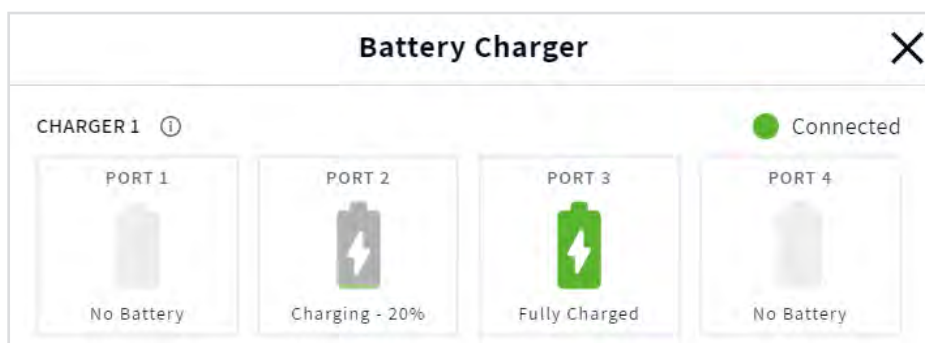 Battery Charger
CHARGER 1
Connected
PORT 1
PORT 2
PORT 3
PORT 4
No Battery
Charging - 20%
Fully Charged
No Battery